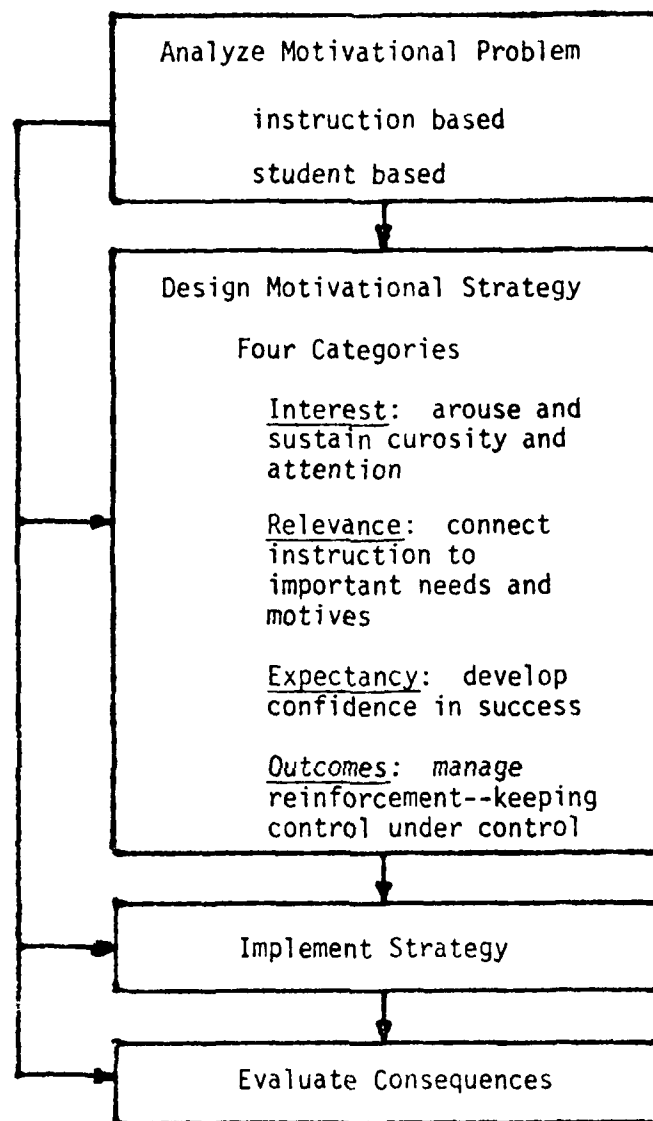 Analyze Motivational Problem
instruction based
student based
Design Motivational Strategy
Four Categories
Interest: arouse and
sustain curosity and
attention
Relevance: connect
instruction to
important needs and
motives
Expectancy: develop
confidence in success
Outcomes: manage
reinforcement--keeping
control under control
Implement Strategy
Evaluate Consequences